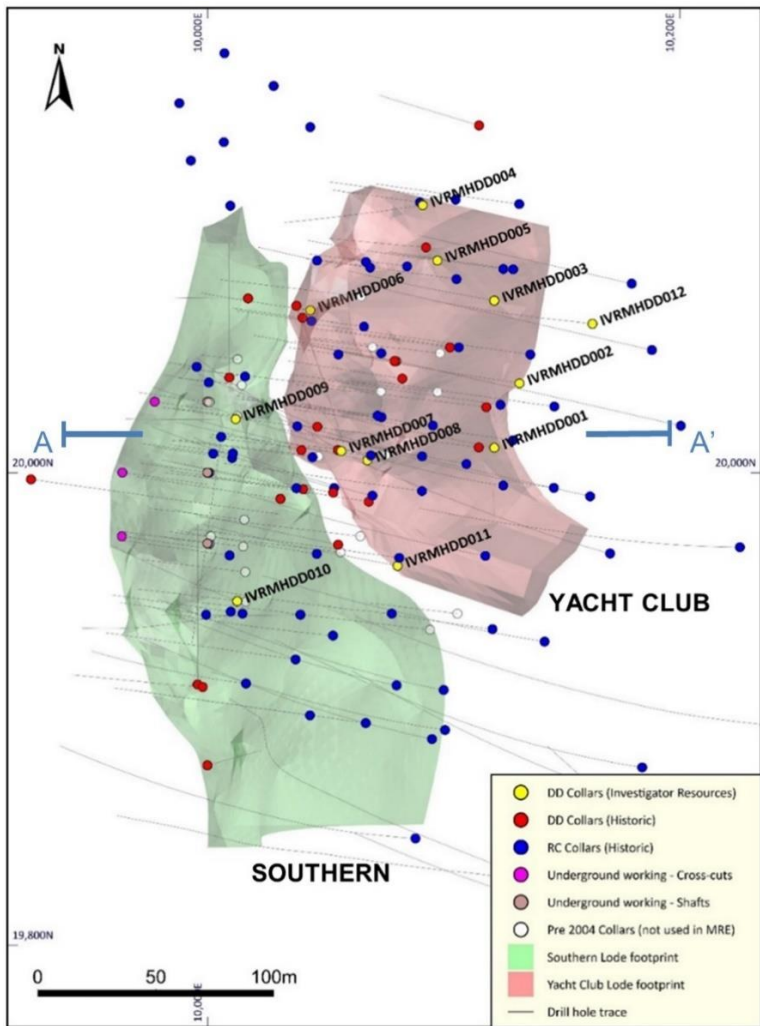 10,000E
10,200E
N
IVRMHDD004
IVRMHDD005
IVRMHDD003
IVRMHDD006
IVRMHDD012
IVRMHDD002
IVRMHDD009
IVRMHDD007
IVRMHDD008
IVRMHDD001
A
A'
20,000N
20,000N
IVRMHDD011
IVRMHDD010
YACHT CLUB
SOUTHERN
19,800N
0 50 100m
10,000E
DD Collars (Investigator Resources)
DD Collars (Historic)
RC Collars (Historic)
Underground working - Cross-cuts
Underground working - Shafts
Pre 2004 Collars (not used in MRE)
Southern Lode footprint
Yacht Club Lode footprint
Drill hole trace